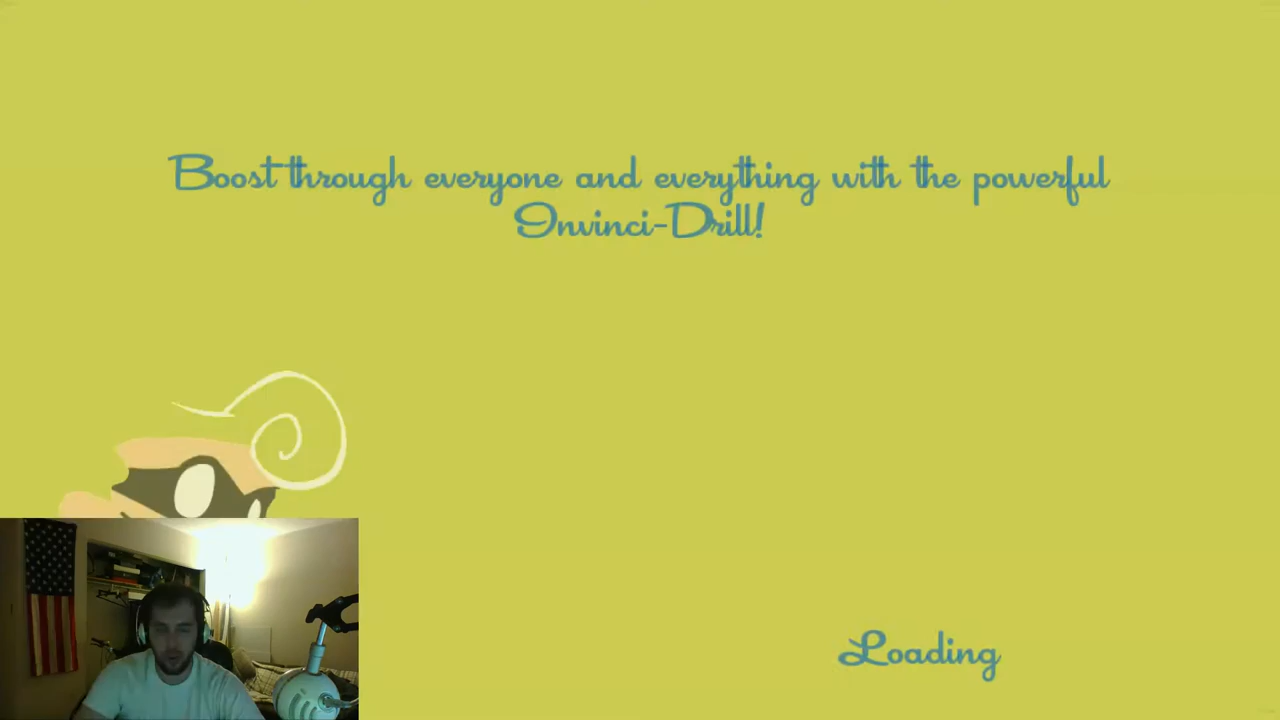 Boost through everyone and everything with the powerful
Invinci-Drill!
Loading